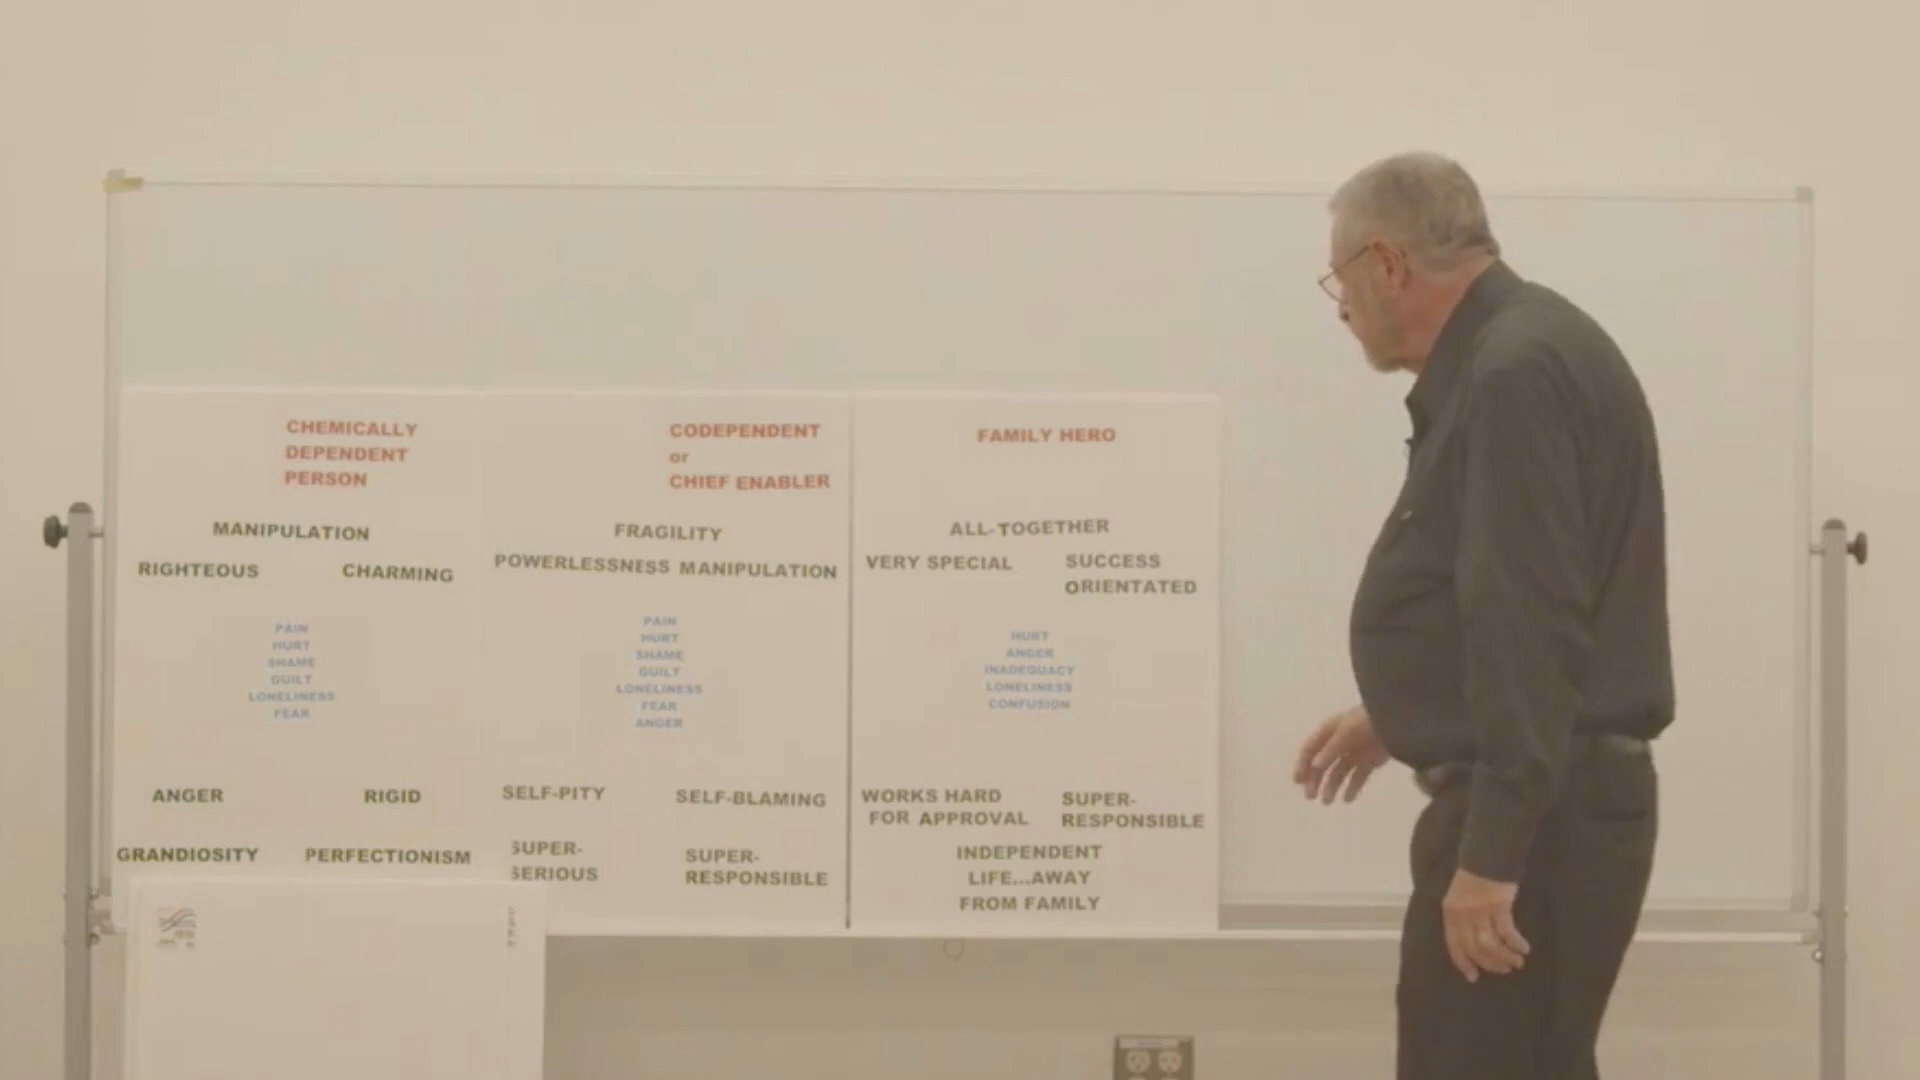 CHEMICALLY
DEPENDENT
PERSON
MANIPULATION
RIGHTEOUS CHARMING
PAIN
HURT
SHAME
GUILT
LONELINESS
FEAR
ANGER RIGID
GRANDIOSITY PERFECTIONISM
CODEPENDENT
or
CHIEF ENABLER
FRAGILITY
POWERLESSNESS MANIPULATION
PAIN
HURT
SHAME
GUILT
LONELINESS
FEAR
ANGER
SELF-PITY SELF-BLAMING
SUPER-
SERIOUS
SUPER-
RESPONSIBLE
FAMILY HERO
ALL-TOGETHER
VERY SPECIAL
SUCCESS
ORIENTATED
HURT
ANGER
INADEQUACY
LONELINESS
CONFUSION
WORKS HARD
FOR APPROVAL
SUPER-
RESPONSIBLE
INDEPENDENT
LIFE...AWAY
FROM FAMILY